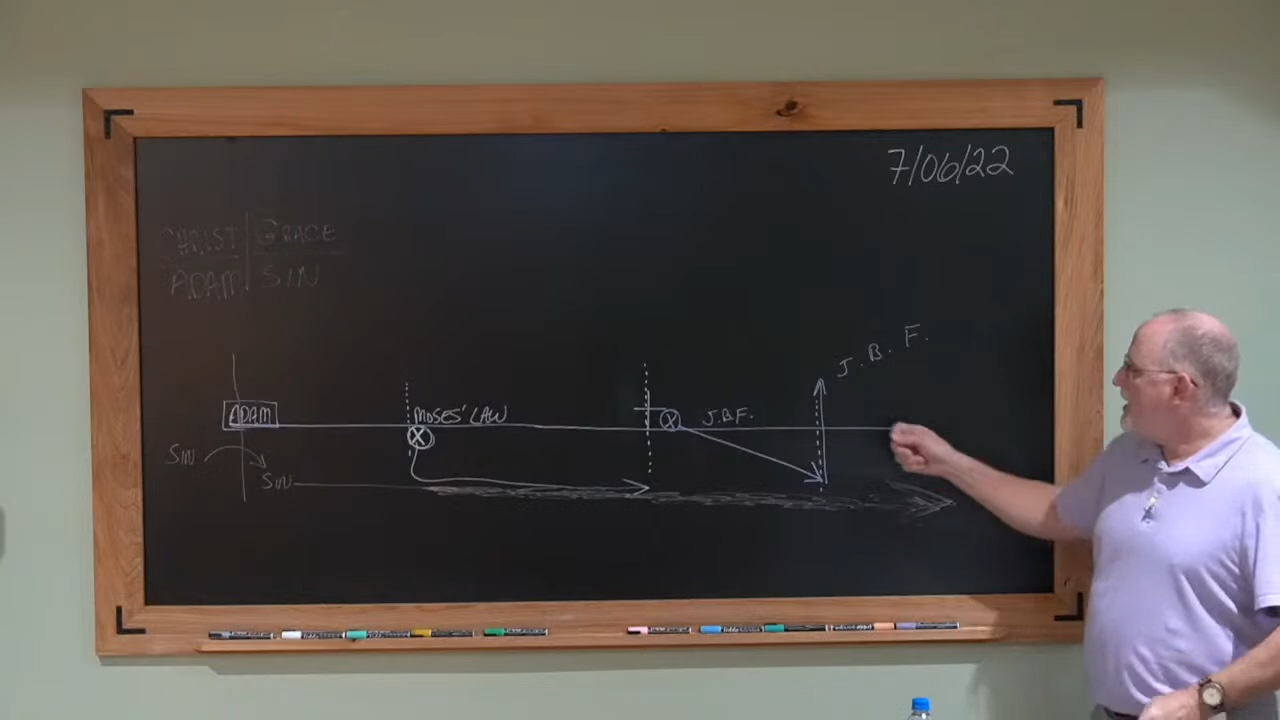 7/06/22
CHRIST GRACE
ADAM SIN
J. B. F.
ADAM MOSES' LAW J.B.F.
SIN
SIN